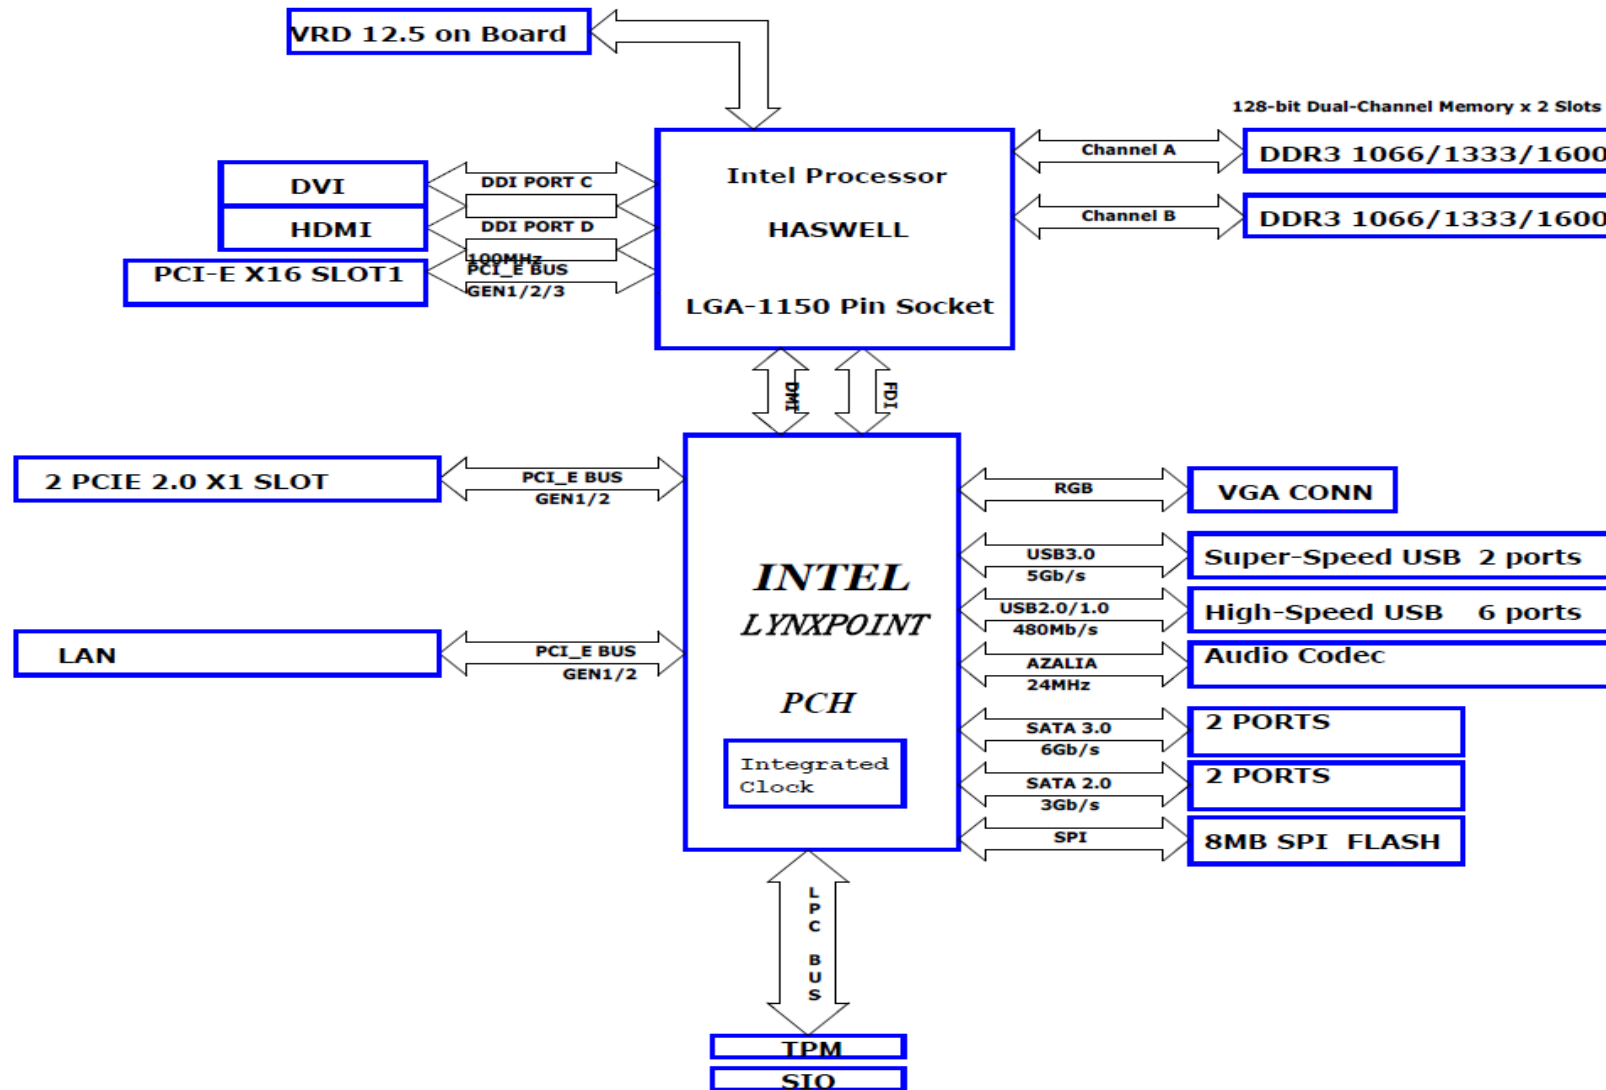 VRD 12.5 on Board
128-bit Dual-Channel Memory x 2 Slots
Intel Processor
HASWELL
LGA-1150 Pin Socket
Channel A
DDR3 1066/1333/1600
Channel B
DDR3 1066/1333/1600
DVI
DDI PORT C
HDMI
DDI PORT D
PCI-E X16 SLOT1
100MHz
PCI_E BUS
GEN1/2/3
DMI
FDI
2 PCIE 2.0 X1 SLOT
PCI_E BUS
GEN1/2
LAN
PCI_E BUS
GEN1/2
INTEL
LYNXPOINT
PCH
Integrated
Clock
RGB
VGA CONN
USB3.0
5Gb/s
Super-Speed USB 2 ports
USB2.0/1.0
480Mb/s
High-Speed USB 6 ports
AZALIA
24MHz
Audio Codec
SATA 3.0
6Gb/s
2 PORTS
SATA 2.0
3Gb/s
2 PORTS
SPI
8MB SPI FLASH
LPC BUS
TPM
SIO